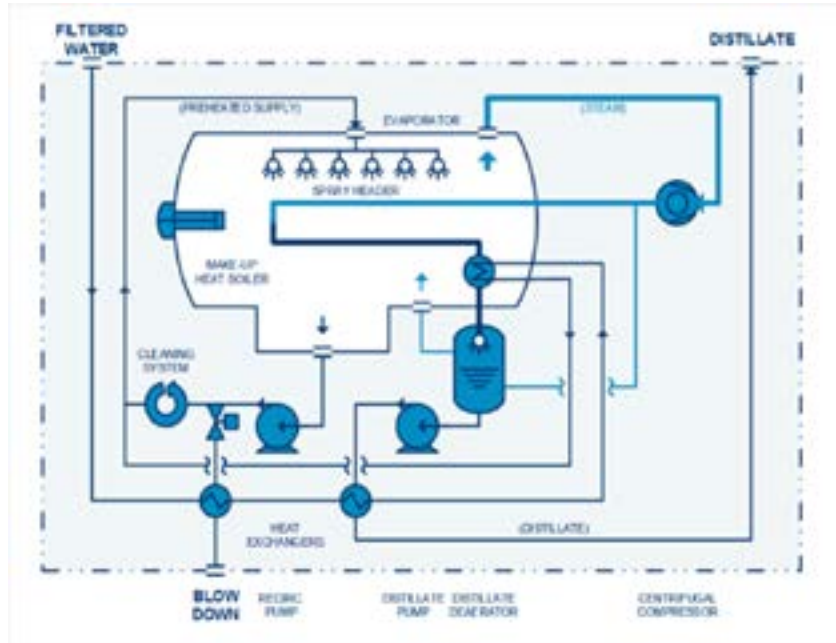 FILTERED
WATER
DISTILLATE
(PREHEATED SUPPLY)
EVAPORATOR
(STEAM)
SPRAY HEADER
MAKE-UP
HEAT BOILER
CLEANING
SYSTEM
HEAT
EXCHANGERS
(DISTILLATE)
BLOW
DOWN
RECIRC
PUMP
DISTILLATE
PUMP
DISTILLATE
DEAERATOR
CENTRIFUGAL
COMPRESSOR